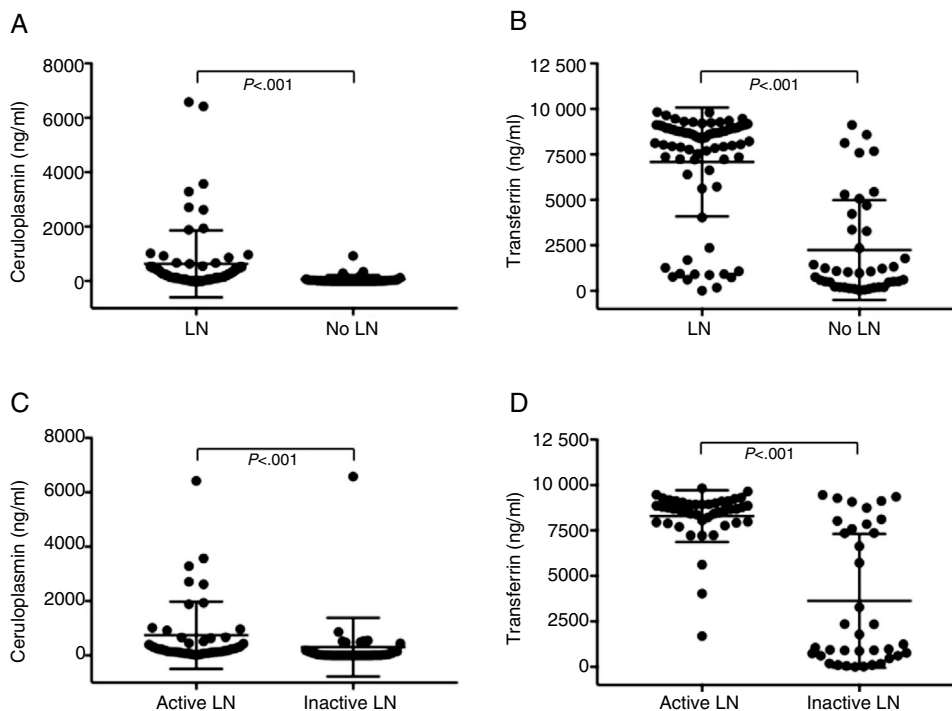 A
Ceruloplasmin (ng/ml)
8000
6000
4000
2000
0
P<.001
LN
No LN
B
Transferrin (ng/ml)
12 500
10 000
7500
5000
2500
0
P<.001
LN
No LN
C
Ceruloplasmin (ng/ml)
8000
6000
4000
2000
0
P<.001
Active LN
Inactive LN
D
Transferrin (ng/ml)
12 500
10 000
7500
5000
2500
0
P<.001
Active LN
Inactive LN